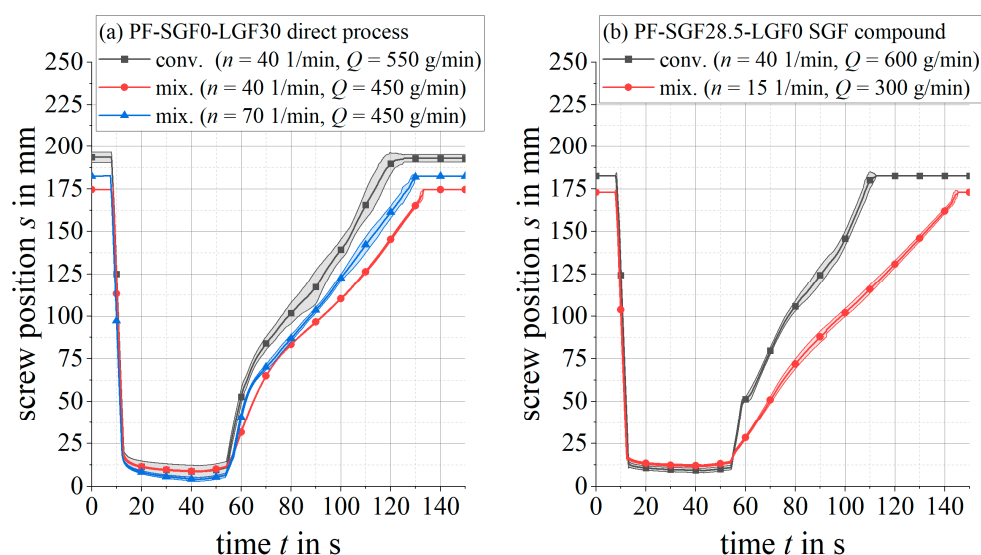 (a) PF-SGF0-LGF30 direct process
conv. (n = 40 1/min, Q = 550 g/min)
mix. (n = 40 1/min, Q = 450 g/min)
mix. (n = 70 1/min, Q = 450 g/min)
250
225
200
175
150
125
100
75
50
25
0
screw position s in mm
0 20 40 60 80 100 120 140
time t in s
(b) PF-SGF28.5-LGF0 SGF compound
conv. (n = 40 1/min, Q = 600 g/min)
mix. (n = 15 1/min, Q = 300 g/min)
250
225
200
175
150
125
100
75
50
25
0
screw position s in mm
0 20 40 60 80 100 120 140
time t in s